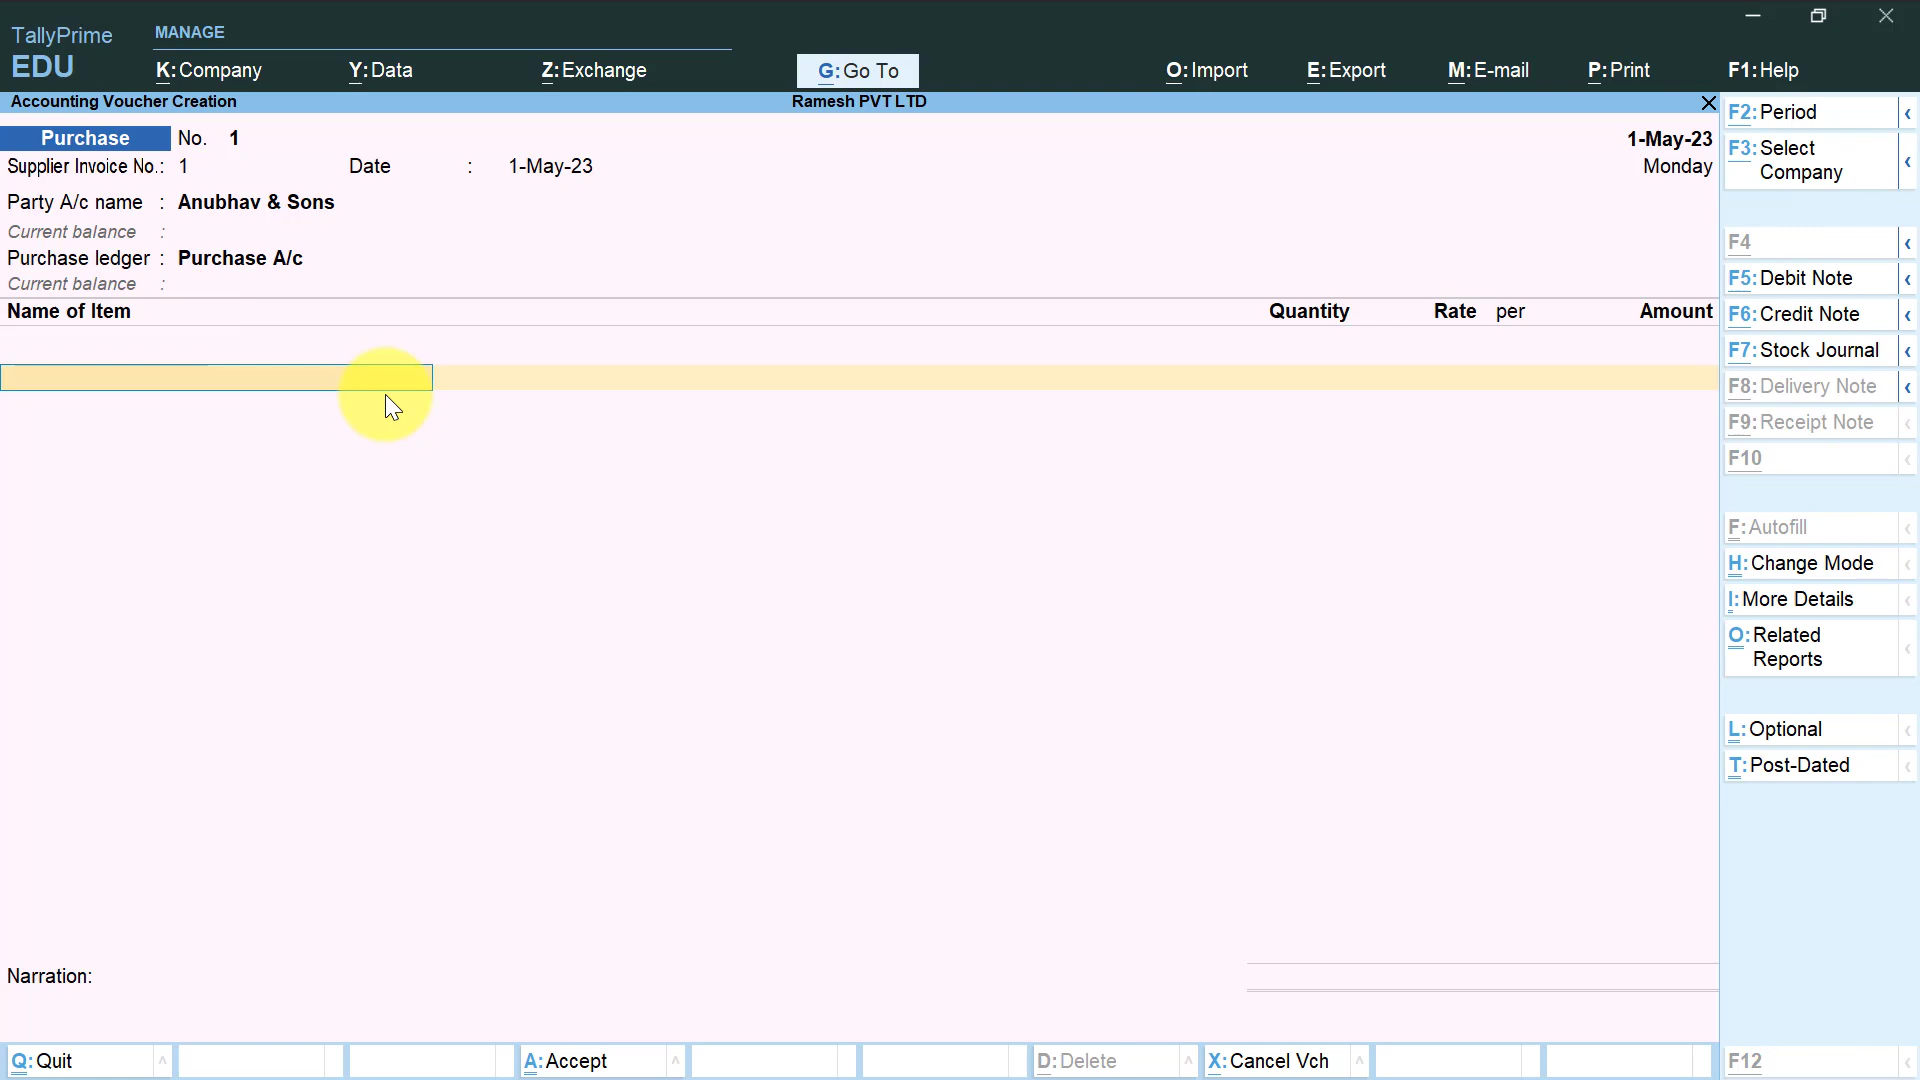 TallyPrime
EDU
MANAGE
K:Company
Y:Data
Z:Exchange
G:Go To
O:Import
E:Export
M:E-mail
P:Print
F1:Help
Accounting Voucher Creation
Ramesh PVT LTD
Purchase No. 1 1-May-23
Supplier Invoice No.: 1 Date : 1-May-23 Monday
Party A/c name : Anubhav & Sons
Current balance :
Purchase ledger : Purchase A/c
Current balance :
Name of Item Quantity Rate per Amount
Narration:
F2:Period
F3:Select
Company
F4
F5:Debit Note
F6:Credit Note
F7:Stock Journal
F8:Delivery Note
F9:Receipt Note
F10
F:Autofill
H:Change Mode
I:More Details
O:Related
Reports
L:Optional
T:Post-Dated
F12
Q:Quit
A:Accept
D:Delete
X:Cancel Vch